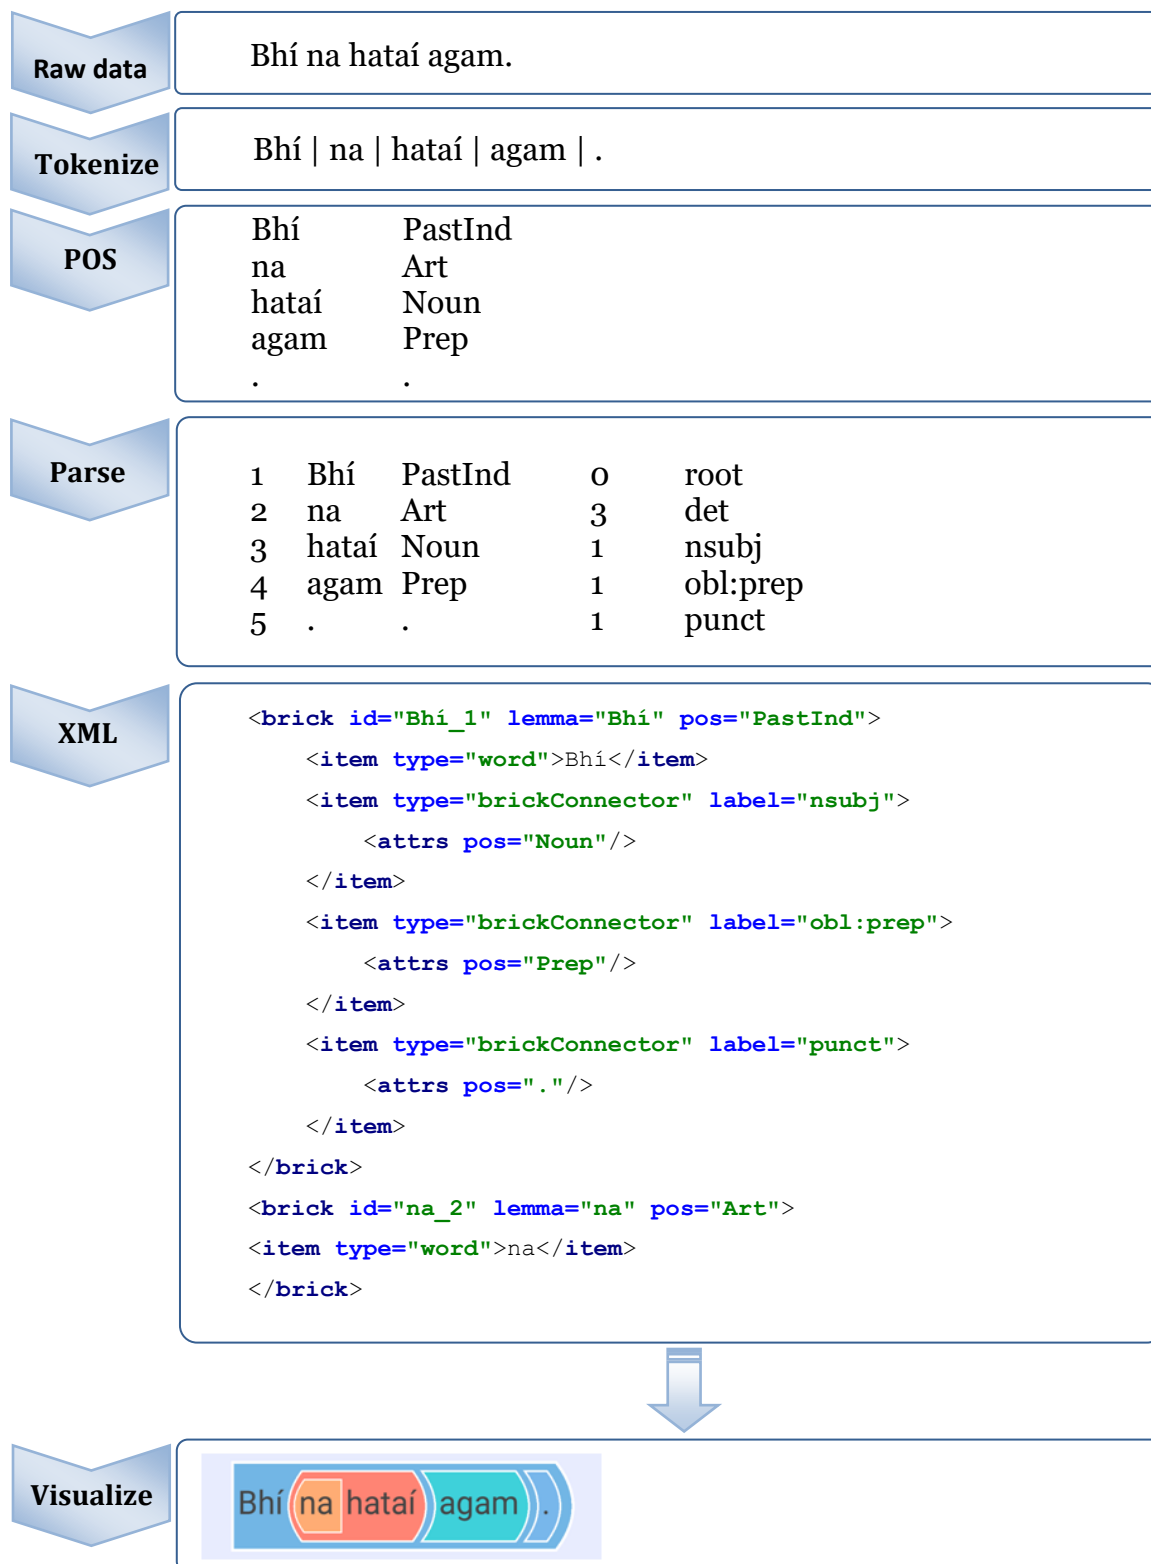 Raw data
Bhí na hataí agam.
Tokenize
Bhí | na | hataí | agam | .
POS
Bhí PastInd
na Art
hataí Noun
agam Prep
. .
Parse
1 Bhí PastInd 0 root
2 na Art 3 det
3 hataí Noun 1 nsubj
4 agam Prep 1 obl:prep
5 . . 1 punct
XML
<brick id="Bhí_1" lemma="Bhí" pos="PastInd">
<item type="word">Bhí</item>
<item type="brickConnector" label="nsubj">
<attrs pos="Noun"/>
</item>
<item type="brickConnector" label="obl:prep">
<attrs pos="Prep"/>
</item>
<item type="brickConnector" label="punct">
<attrs pos="."/>
</item>
</brick>
<brick id="na_2" lemma="na" pos="Art">
<item type="word">na</item>
</brick>
Visualize
Bhí na hataí agam .